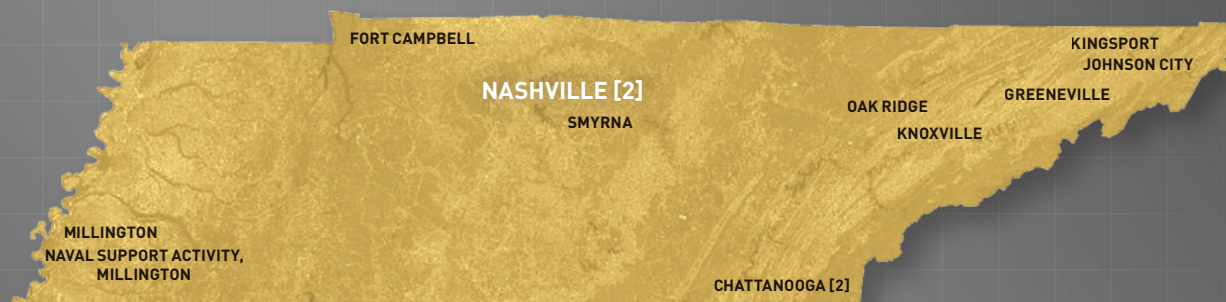 FORT CAMPBELL
KINGSPORT
JOHNSON CITY
NASHVILLE [2]
GREENEVILLE
OAK RIDGE
SMYRNA
KNOXVILLE
MILLINGTON
NAVAL SUPPORT ACTIVITY,
MILLINGTON
CHATTANOOGA [2]